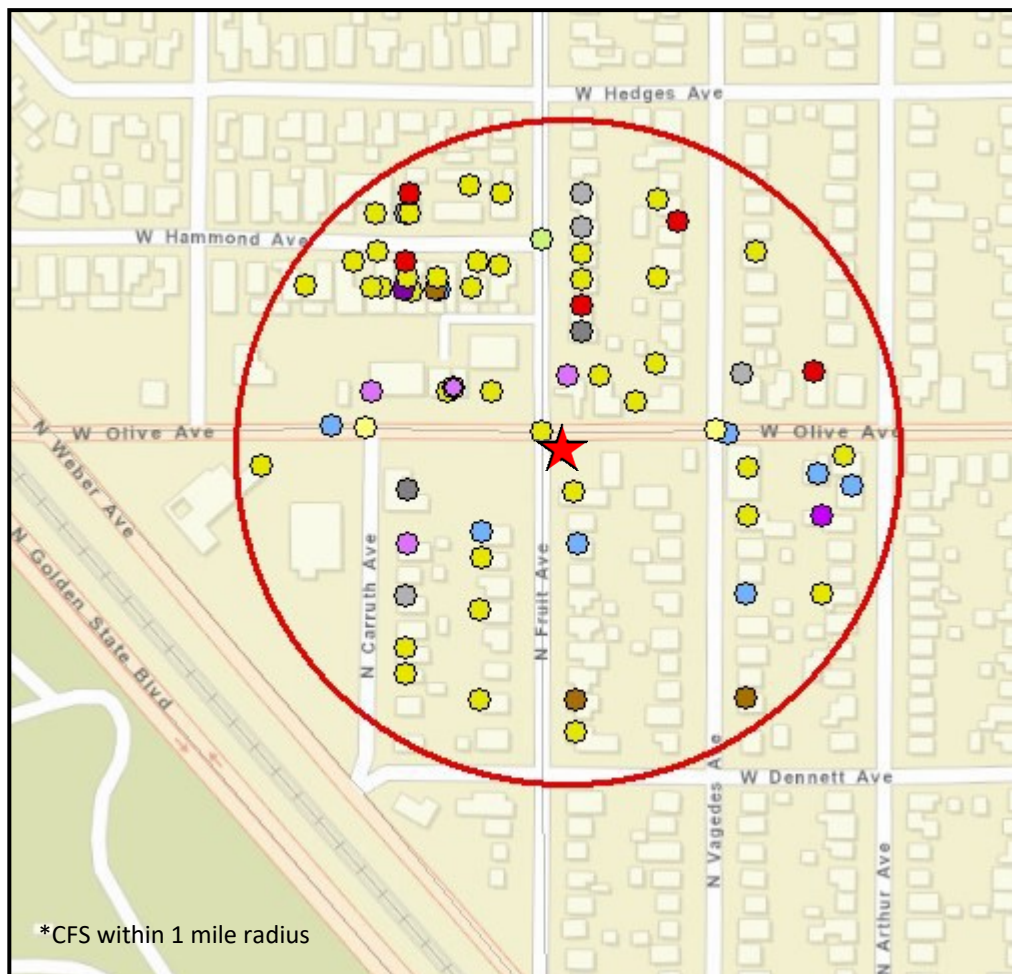 W Hedges Ave
W Hammond Ave
W Olive Ave
W Olive Ave
N Weber Ave
N Golden State Blvd
N Carruth Ave
N Fruit Ave
W Dennett Ave
N Vagedes Ave
N Arthur Ave
*CFS within 1 mile radius